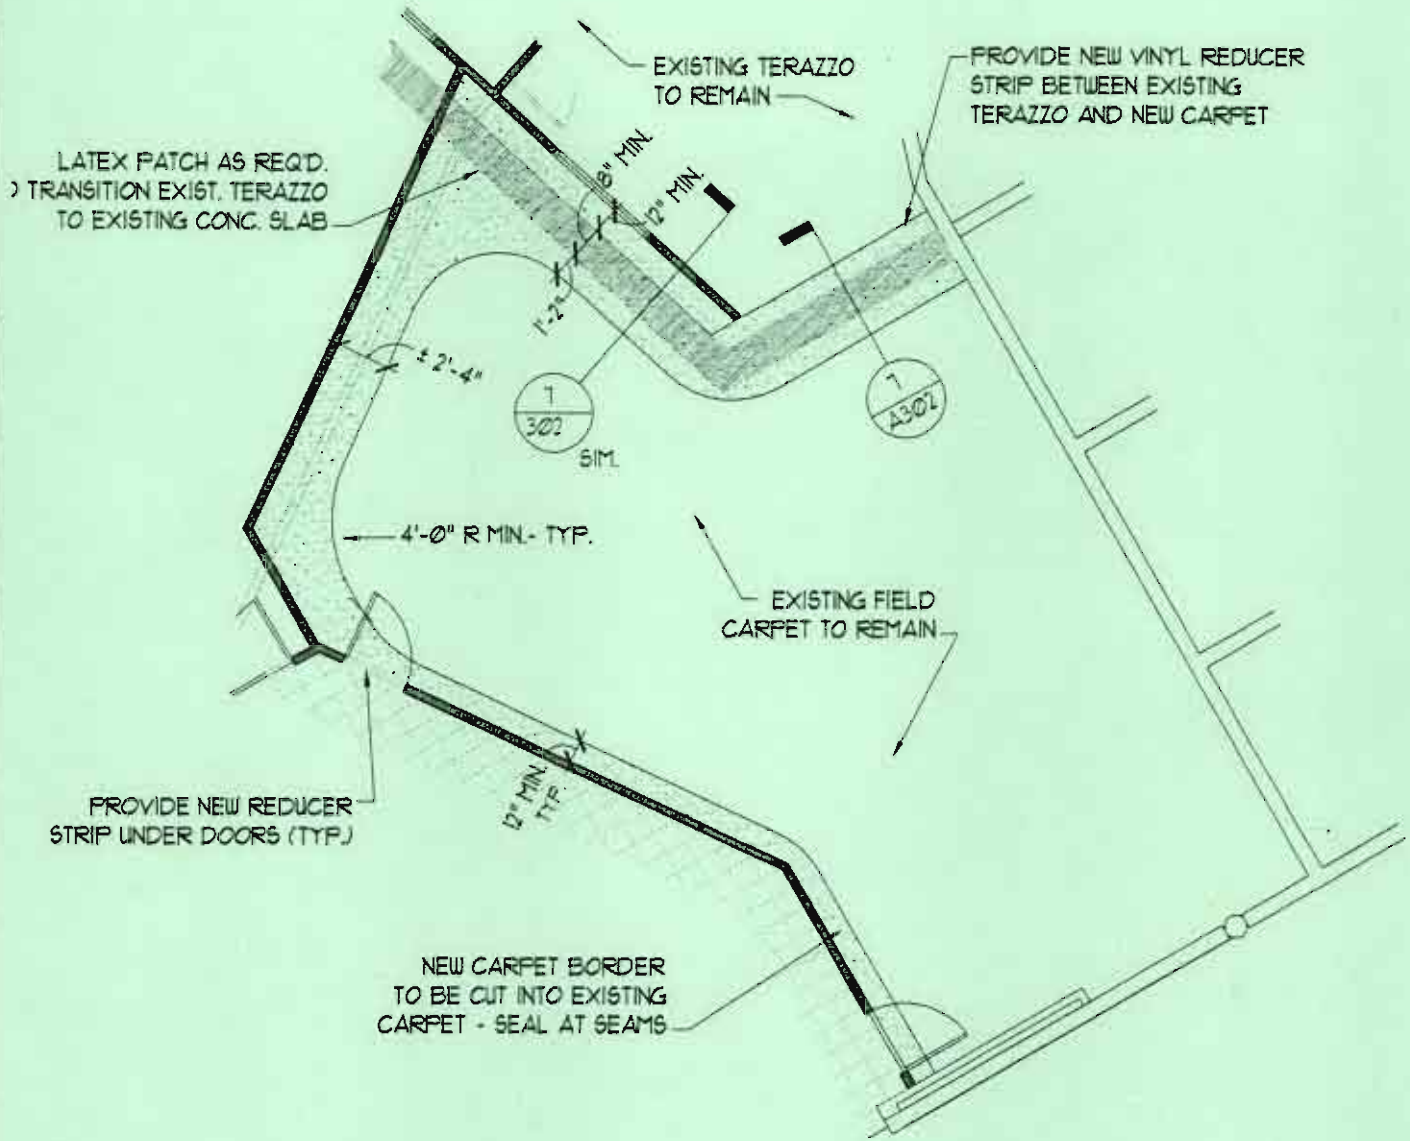 EXISTING TERAZZO
TO REMAIN
PROVIDE NEW VINYL REDUCER
STRIP BETWEEN EXISTING
TERAZZO AND NEW CARPET
LATEX PATCH AS REQ'D.
TRANSITION EXIST. TERAZZO
TO EXISTING CONC. SLAB
8" MIN.
12" MIN.
1'-2"
± 2'-4"
7
302
SIM.
7
A302
4'-0" R MIN.- TYP.
EXISTING FIELD
CARPET TO REMAIN
PROVIDE NEW REDUCER
STRIP UNDER DOORS (TYP.)
12" MIN.
TYP.
NEW CARPET BORDER
TO BE CUT INTO EXISTING
CARPET - SEAL AT SEAMS